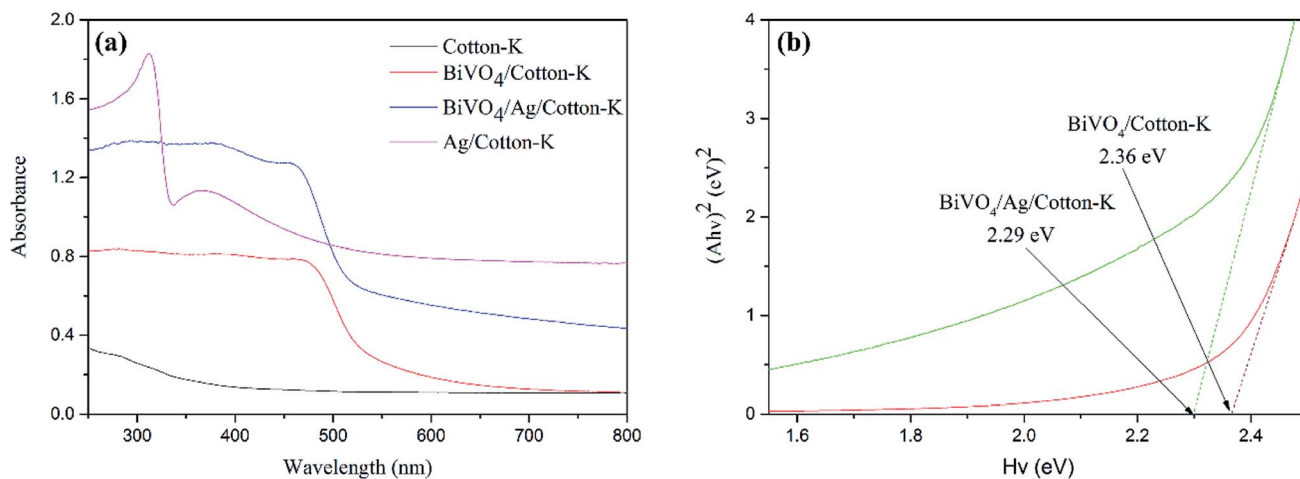 (a)
2.0
1.6
1.2
0.8
0.4
0.0
Absorbance
300
400
500
600
700
800
Wavelength (nm)
Cotton-K
BiVO4/Cotton-K
BiVO4/Ag/Cotton-K
Ag/Cotton-K
(b)
4
3
2
1
0
(Ahv)² (eV)²
1.6
1.8
2.0
2.2
2.4
Hv (eV)
BiVO4/Cotton-K
2.36 eV
BiVO4/Ag/Cotton-K
2.29 eV